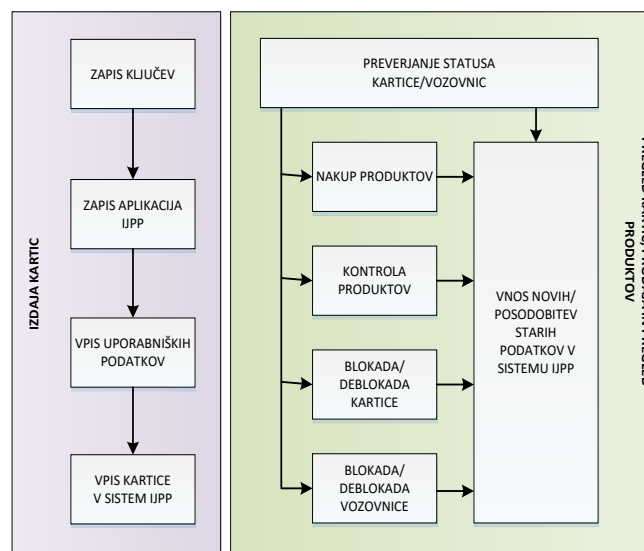 IZDAJA KARTIC
ZAPIS KLJUČEV
ZAPIS APLIKACIJA
IJPP
VPIS UPORABNIŠKIH
PODATKOV
VPIS KARTICE
V SISTEM IJPP
PREVERJANJE STATUSA
KARTICE/VOZOVNIC
NAKUP PRODUKTOV
KONTROLA
PRODUKTOV
BLOKADA/
DEBLOKADA
KARTICE
BLOKADA/
DEBLOKADA
VOZOVNICE
VNOS NOVIH/
POSODOBITEV
STARIH
PODATKOV V
SISTEMU IJPP
PRODUKTOV